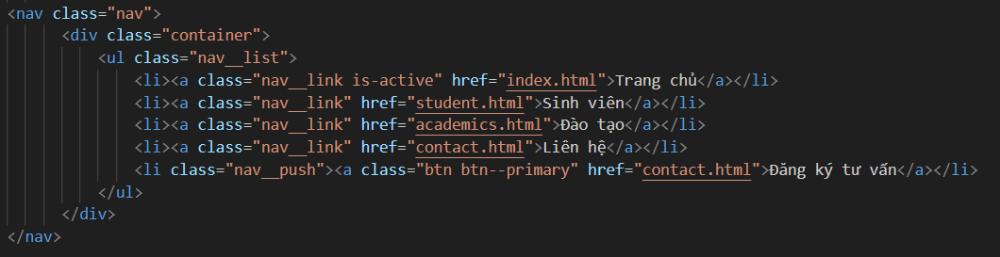 <nav class="nav">
<div class="container">
<ul class="nav__list">
<li><a class="nav__link is-active" href="index.html">Trang chủ</a></li>
<li><a class="nav__link" href="student.html">Sinh viên</a></li>
<li><a class="nav__link" href="academics.html">Đào tạo</a></li>
<li><a class="nav__link" href="contact.html">Liên hệ</a></li>
<li class="nav__push"><a class="btn btn--primary" href="contact.html">Đăng ký tư vấn</a></li>
</ul>
</div>
</nav>